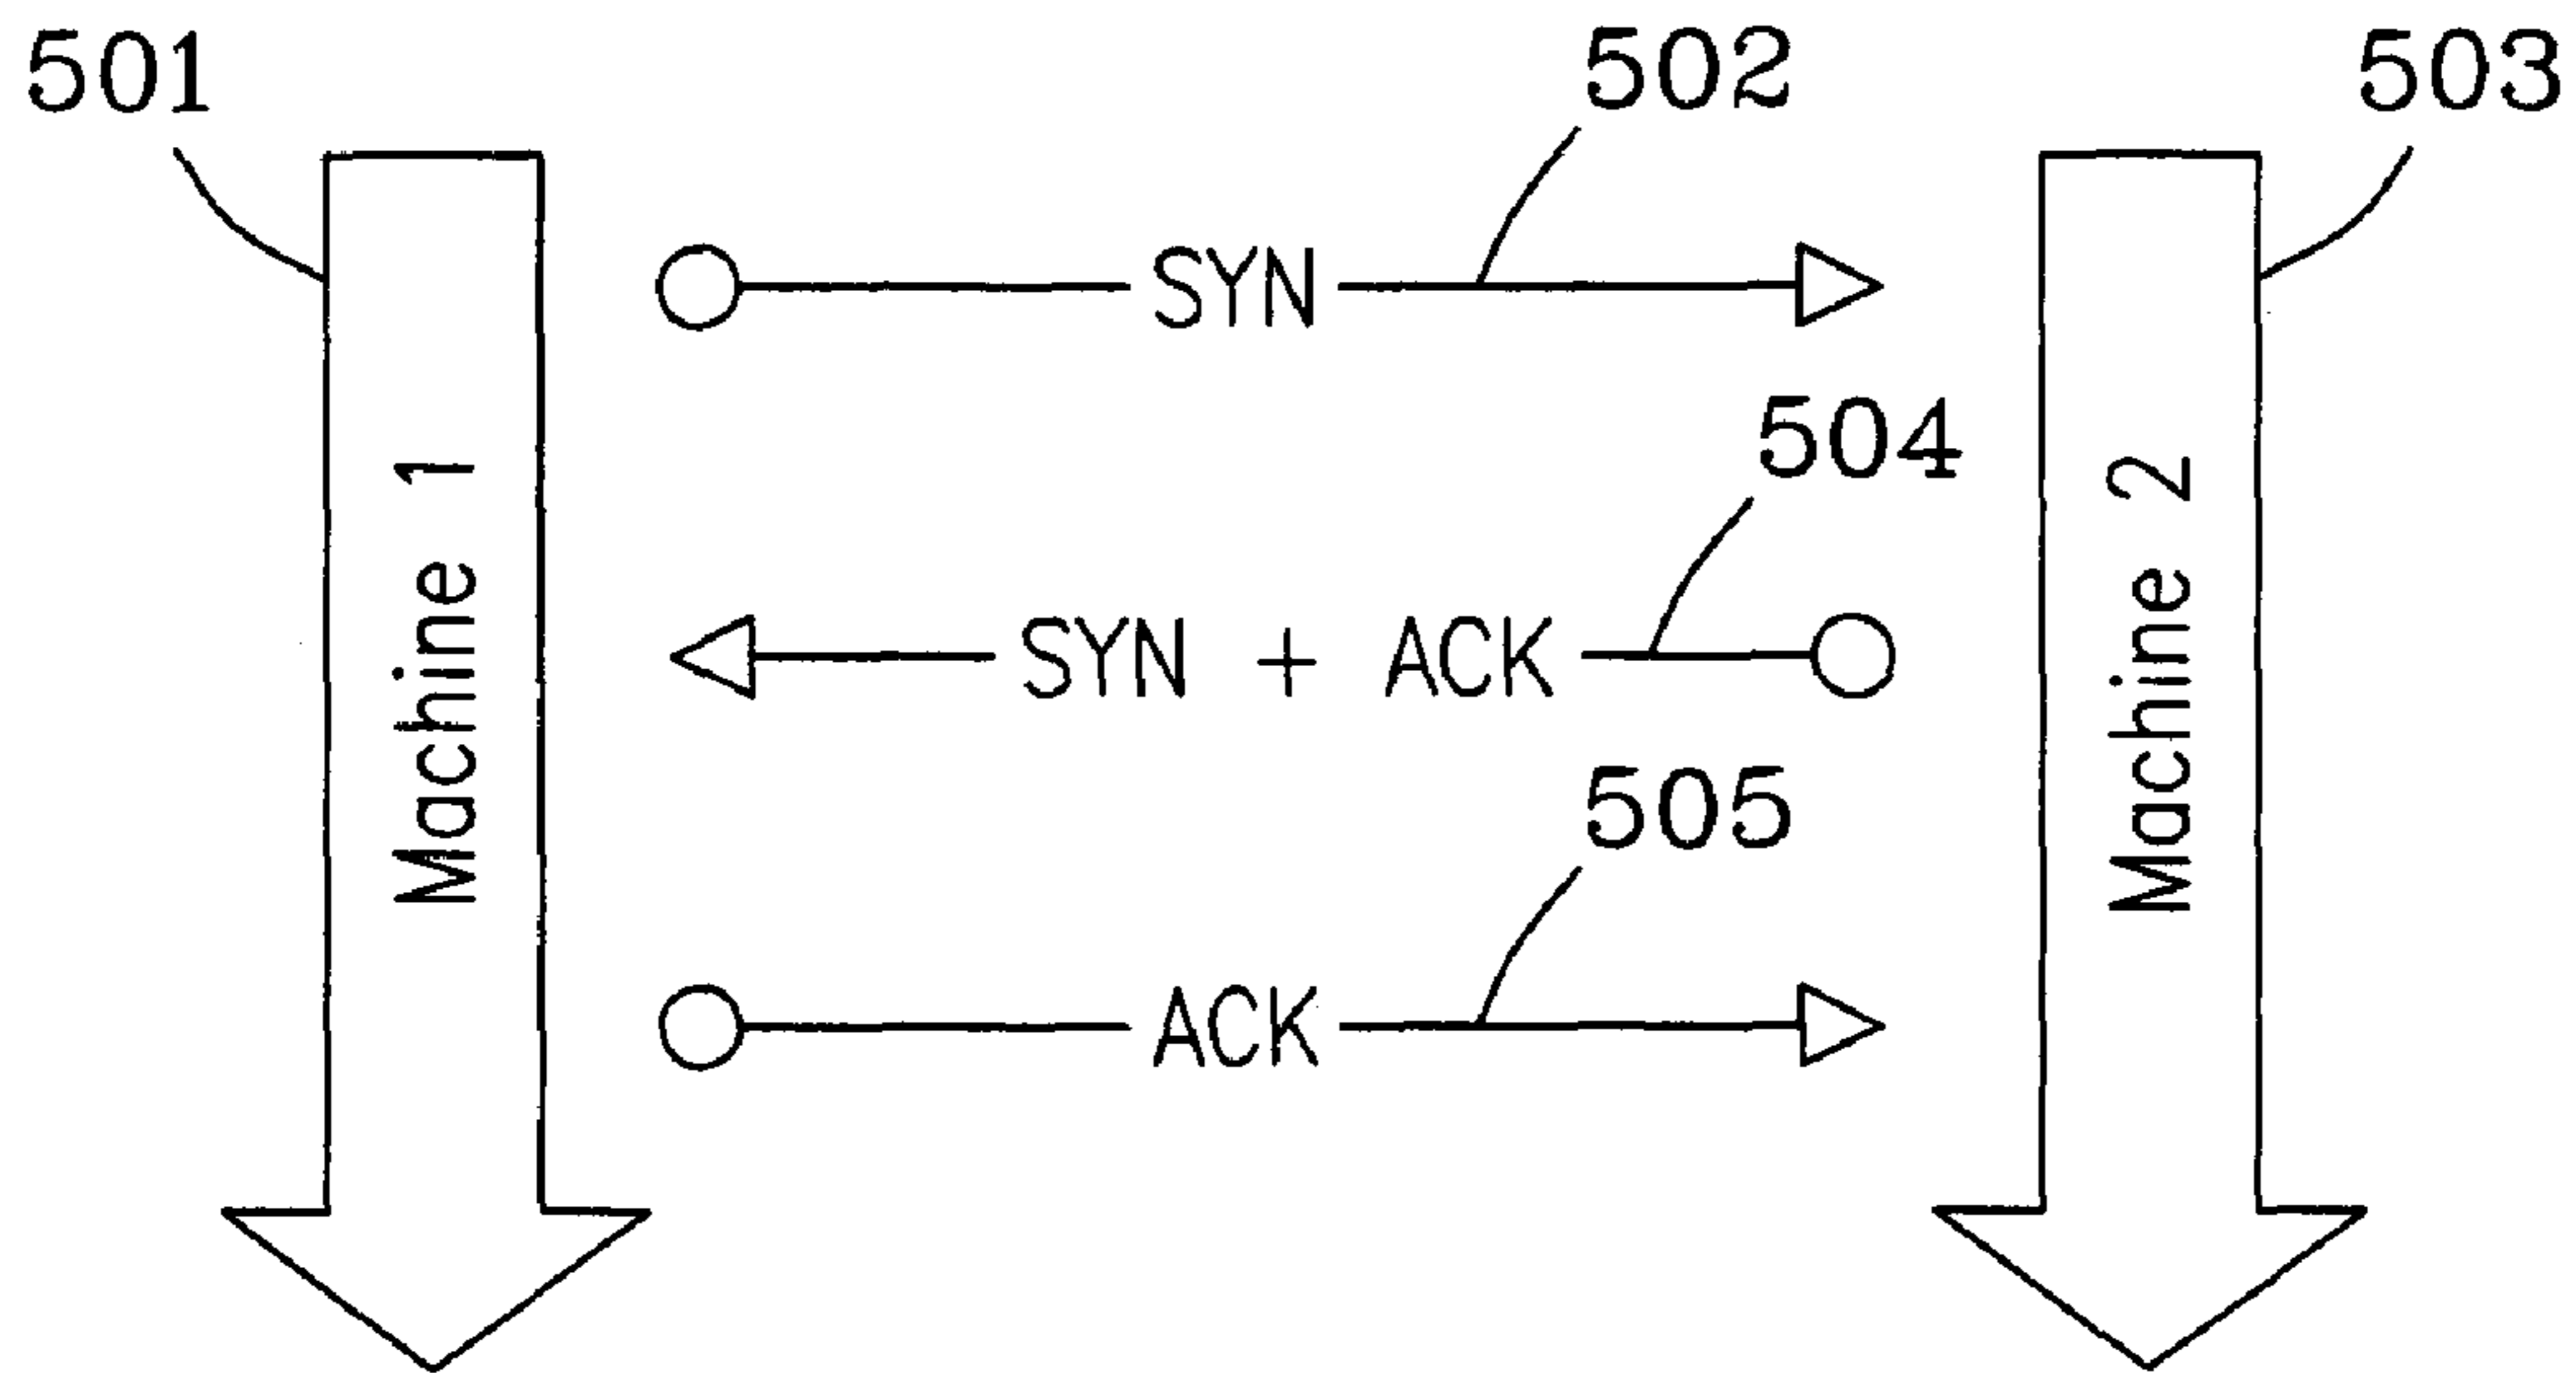 501
502
503
SYN
504
Machine 1
SYN + ACK
Machine 2
505
ACK